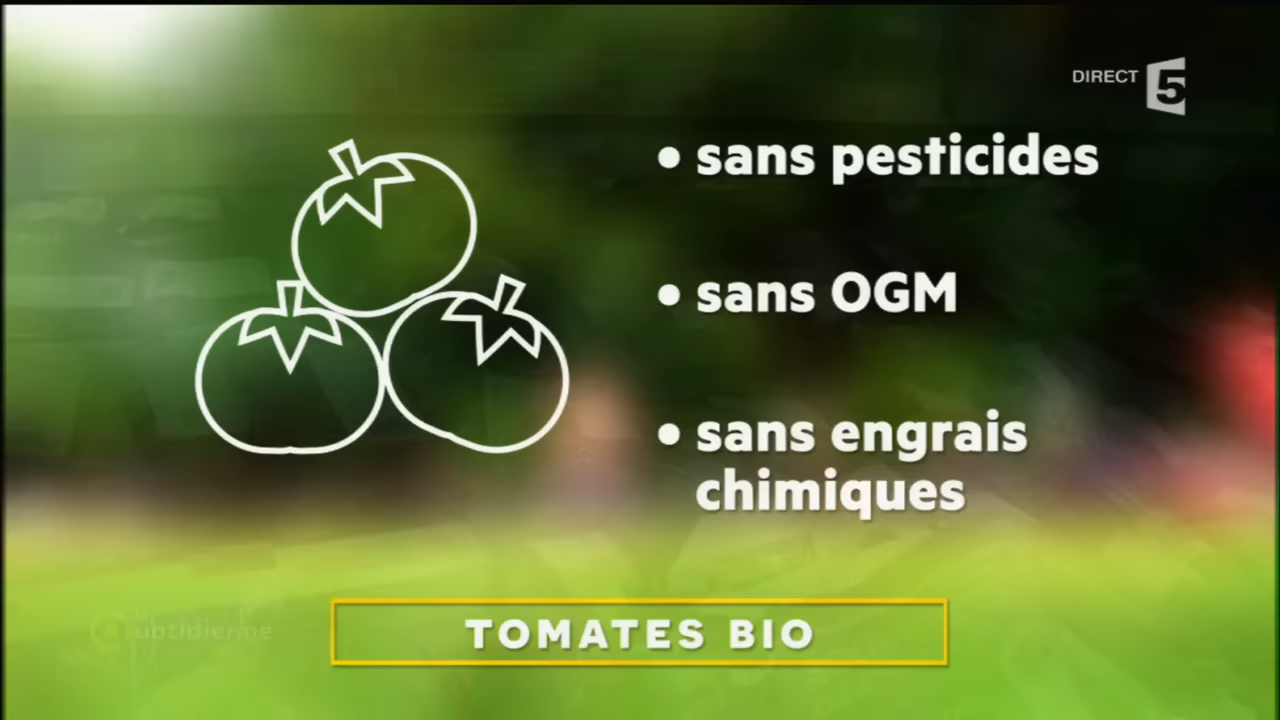 DIRECT 5
• sans pesticides
• sans OGM
• sans engrais
chimiques
TOMATES BIO